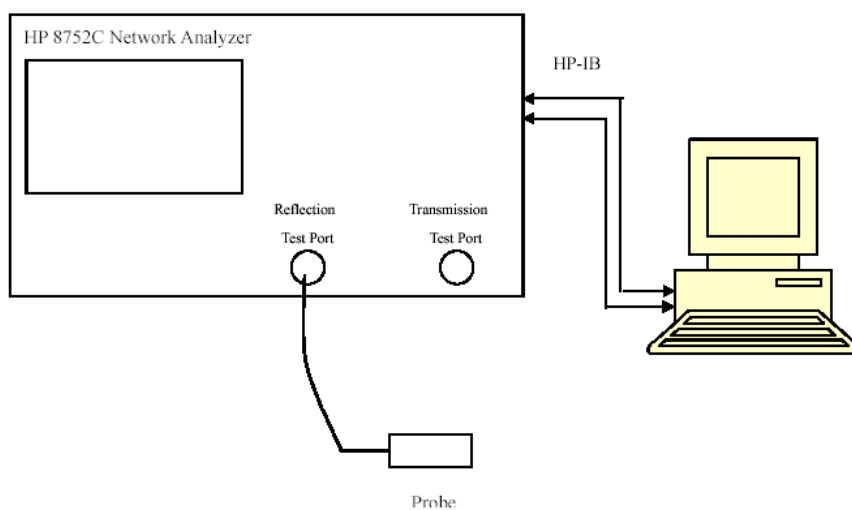 HP 8752C Network Analyzer
HP-IB
Reflection
Test Port
Transmission
Test Port
Probe